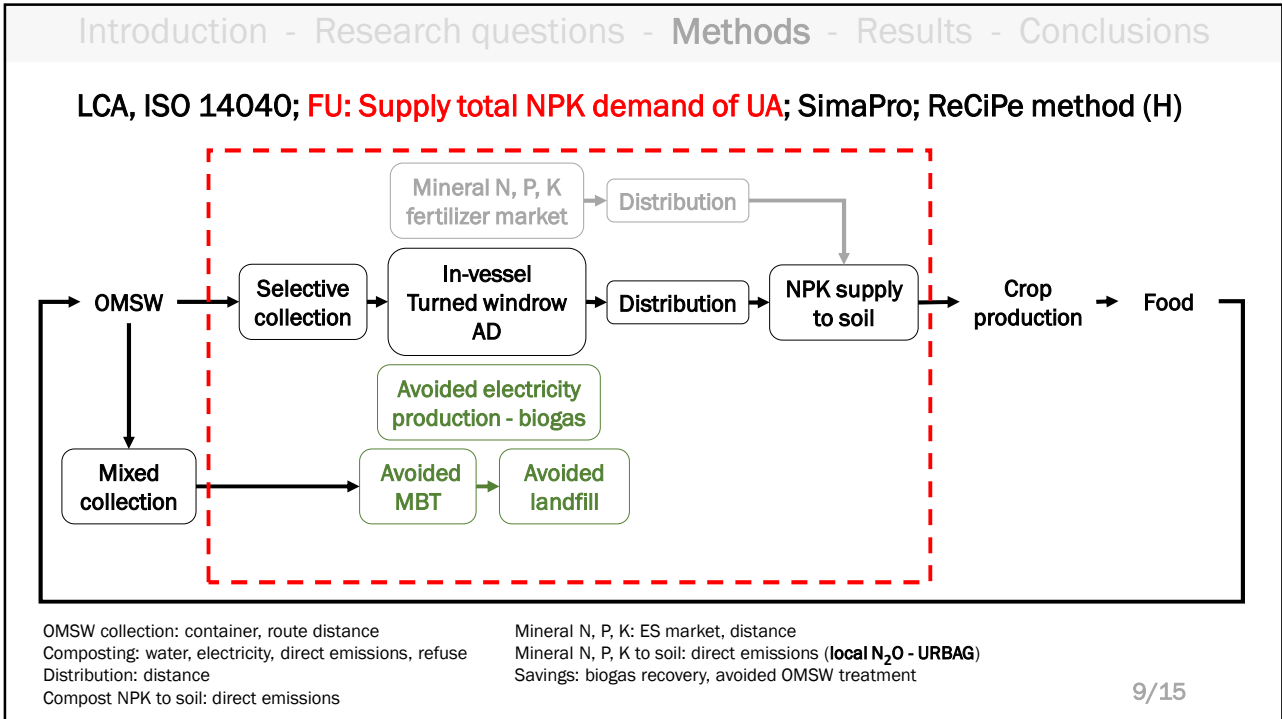 Introduction - Research questions - Methods - Results - Conclusions
LCA, ISO 14040; FU: Supply total NPK demand of UA; SimaPro; ReCiPe method (H)
Mineral N, P, K
fertilizer market
Distribution
OMSW
Selective
collection
In-vessel
Turned windrow
AD
Distribution
NPK supply
to soil
Crop
production
Food
Avoided electricity
production - biogas
Mixed
collection
Avoided
MBT
Avoided
landfill
OMSW collection: container, route distance
Composting: water, electricity, direct emissions, refuse
Distribution: distance
Compost NPK to soil: direct emissions
Mineral N, P, K: ES market, distance
Mineral N, P, K to soil: direct emissions (local N₂O - URBAG)
Savings: biogas recovery, avoided OMSW treatment
9/15